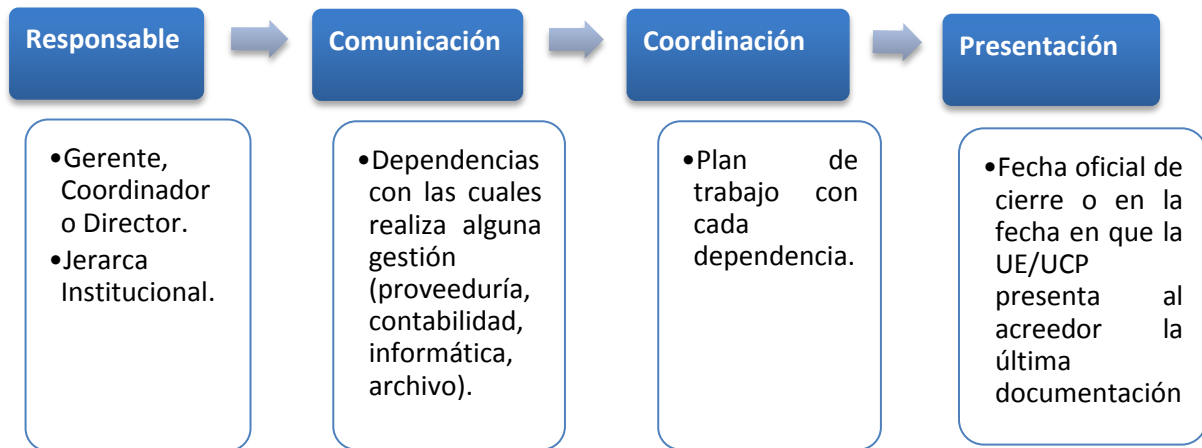 Responsable
Comunicación
Coordinación
Presentación
•Gerente,
Coordinador
o Director.
•Jerarca
Institucional.
•Dependencias
con las cuales
realiza alguna
gestión
(proveeduría,
contabilidad,
informática,
archivo).
•Plan de
trabajo con
cada
dependencia.
•Fecha oficial de
cierre o en la
fecha en que la
UE/UCP
presenta al
acreedor la
última
documentación